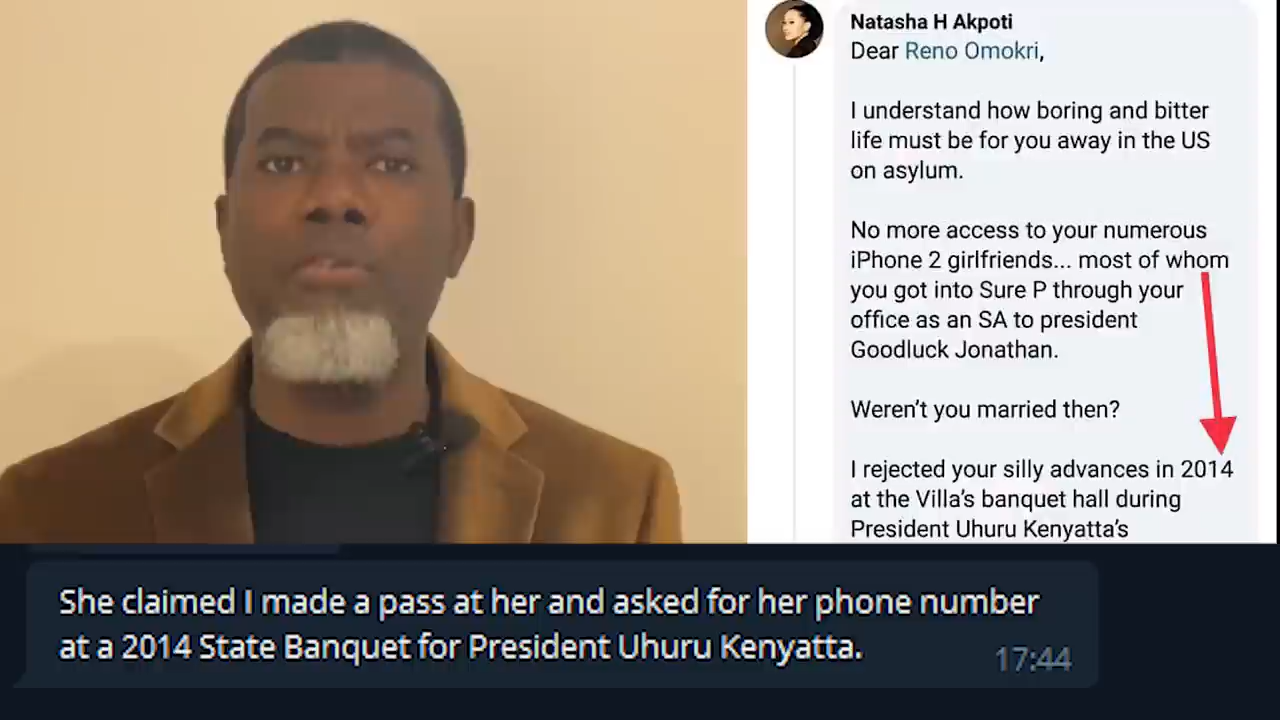 Natasha H Akpoti
Dear Reno Omokri,
I understand how boring and bitter
life must be for you away in the US
on asylum.
No more access to your numerous
iPhone 2 girlfriends... most of whom
you got into Sure P through your
office as an SA to president
Goodluck Jonathan.
Weren’t you married then?
I rejected your silly advances in 2014
at the Villa’s banquet hall during
President Uhuru Kenyatta’s
She claimed I made a pass at her and asked for her phone number
at a 2014 State Banquet for President Uhuru Kenyatta.
17:44